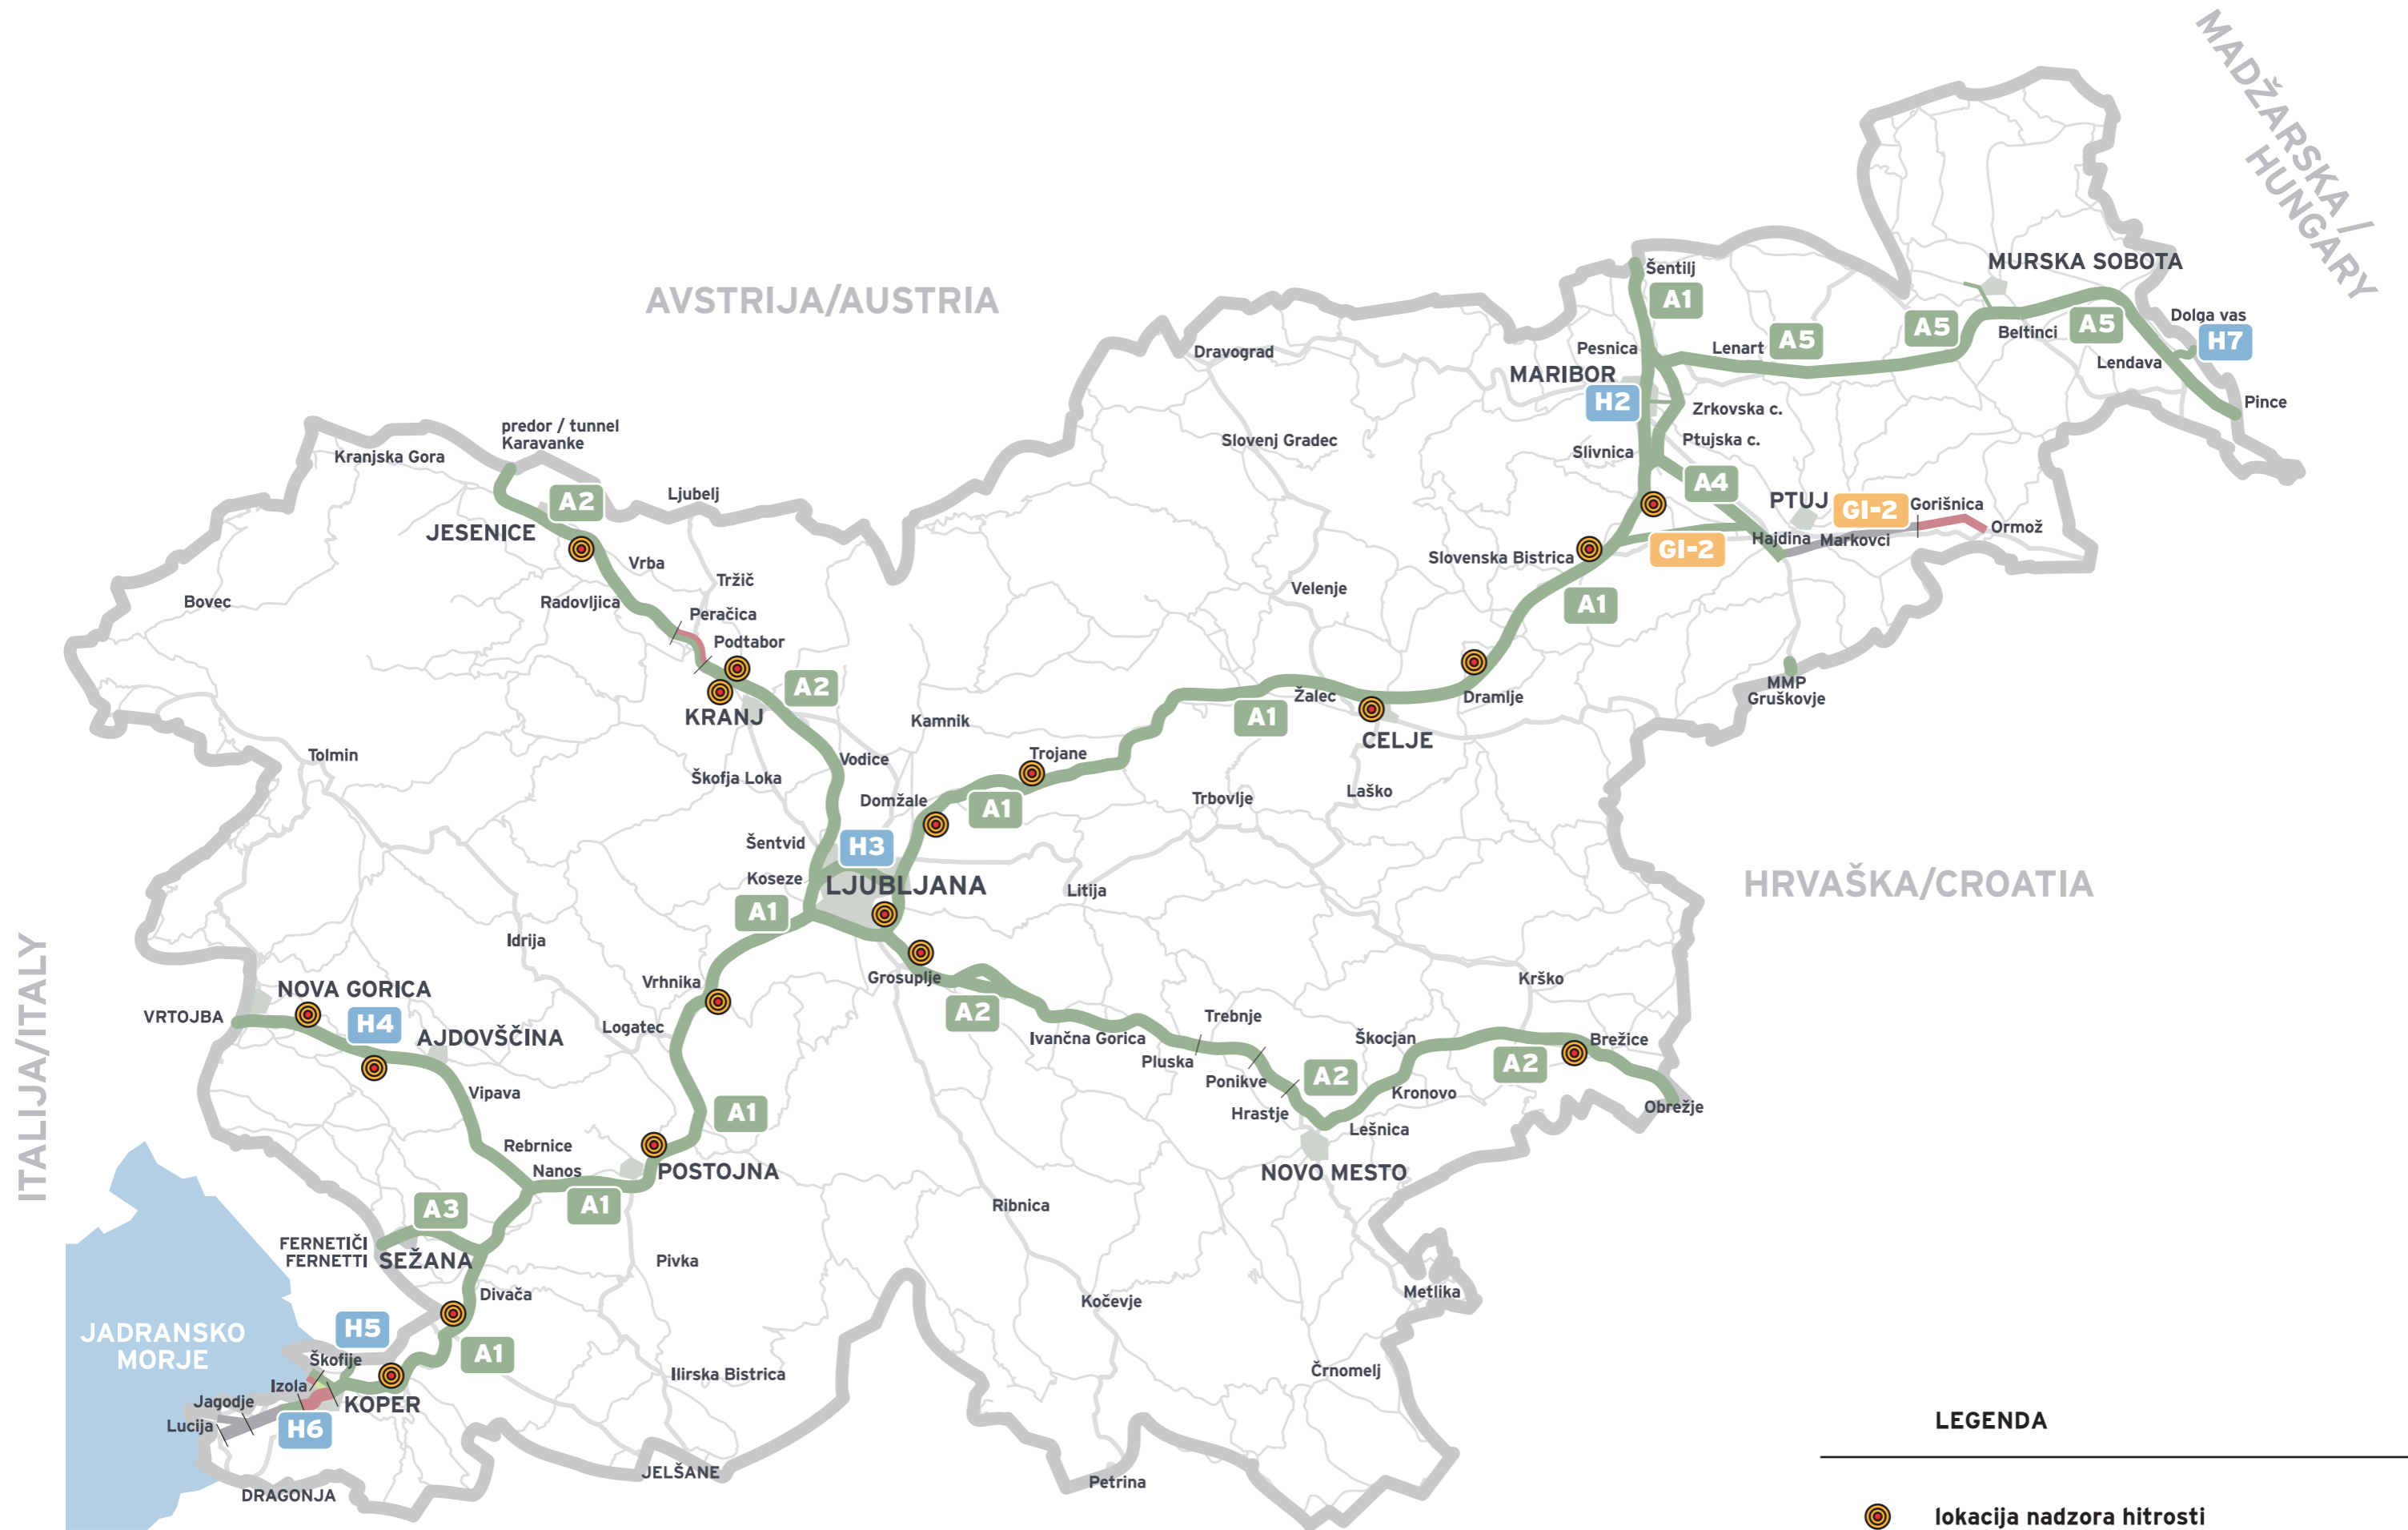 MADŽARSKA /
HUNGARY
AVSTRIJA/AUSTRIA
HRVAŠKA/CROATIA
ITALIJA/ITALY
JADRANSKO
MORJE
Šentilj
A1
MURSKA SOBOTA
Dolga vas
H7
A5
A5
A5
Beltinci
Lendava
Pince
Pesnica
Lenart
MARIBOR
H2
Zrkovska c.
Ptujska c.
Slivnica
A4
PTUJ
GI-2
Gorišnica
Ormož
Hajdina
Markovci
GI-2
Slovenska Bistrica
A1
MMP
Gruškovje
Dravograd
Slovenj Gradec
Velenje
predor / tunnel
Karavanke
Kranjska Gora
A2
Ljubelj
JESENICE
Vrba
Tržič
Bovec
Radovljica
Peračica
Podtabor
A2
KRANJ
Kamnik
Žalec
A1
Dramlje
CELJE
Tolmin
Vodice
Škofja Loka
Trojane
Domžale
A1
Trbovlje
Laško
Šentvid
H3
Koseze
LJUBLJANA
Litija
A1
Idrija
Vrhnika
Grosuplje
Krško
NOVA GORICA
VRTOJBA
H4
AJDOVŠČINA
Logatec
A2
Ivančna Gorica
Trebnje
Pluska
Škocjan
Brežice
A2
Ponikve
A2
Hrastje
Kronovo
Obrežje
Lešnica
NOVO MESTO
Vipava
A1
Rebrnice
Nanos
POSTOJNA
A1
A3
Ribnica
FERNETIČI
FERNETTI
SEŽANA
Pivka
Divača
Kočevje
Metlika
H5
A1
Škofije
Izola
Jagodje
KOPER
Lucija
H6
Ilirska Bistrica
Črnomelj
JELŠANE
DRAGONJA
Petrina
LEGENDA
lokacija nadzora hitrosti